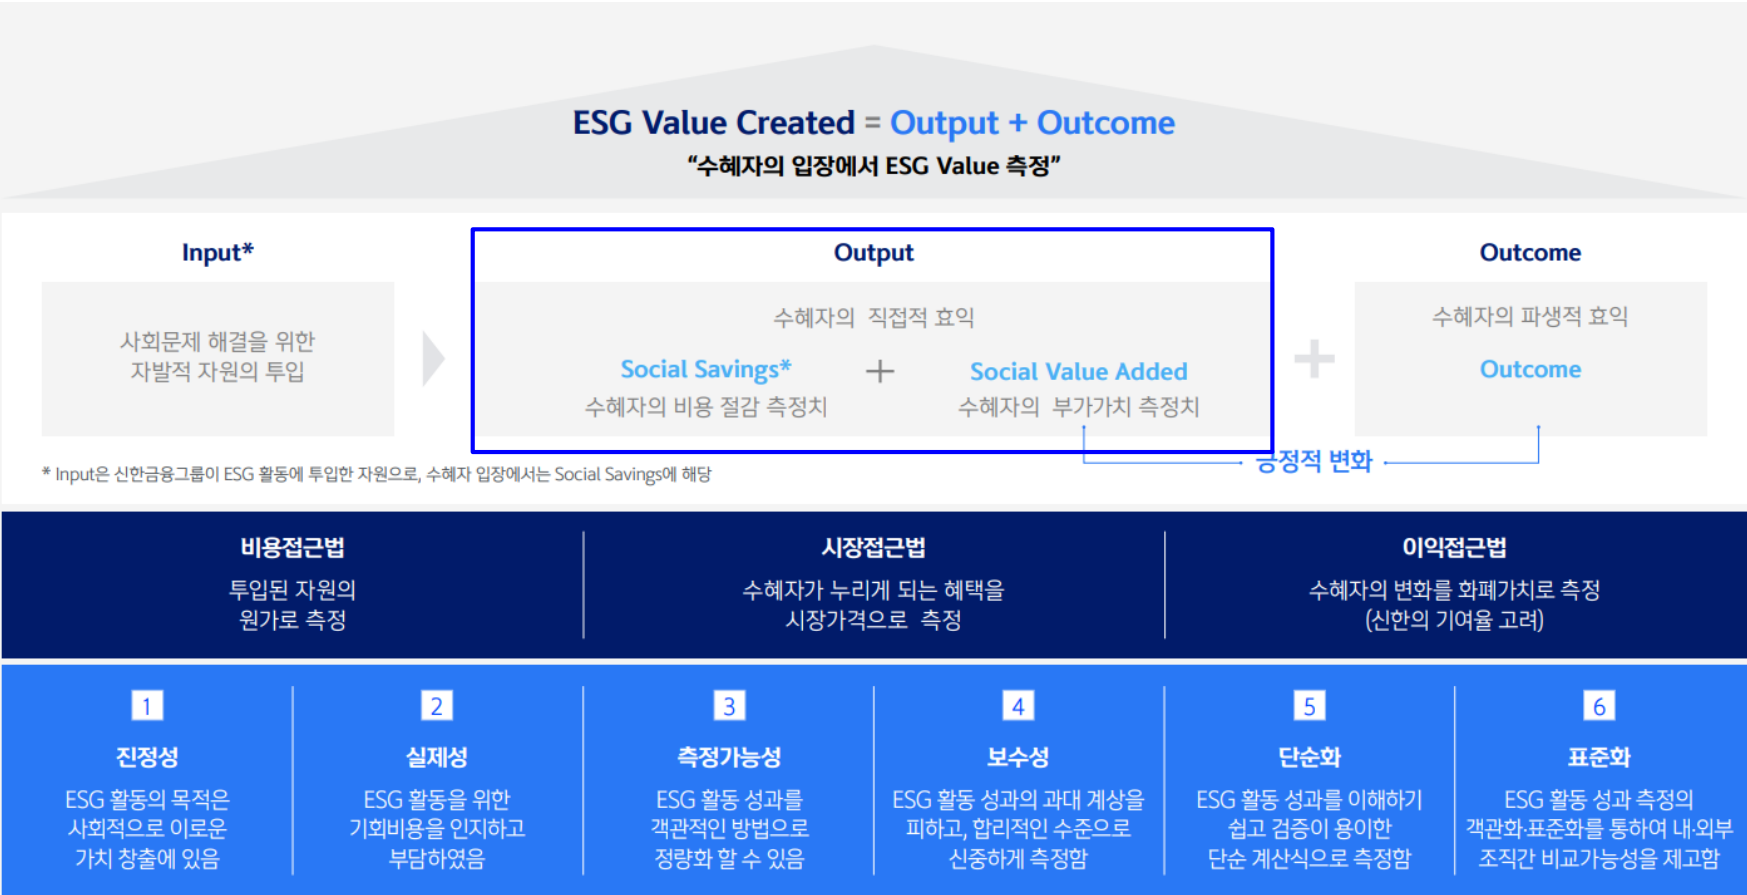 ESG Value Created = Output + Outcome
“수혜자의 입장에서 ESG Value 측정”
Input*
사회문제 해결을 위한
자발적 자원의 투입
Output
수혜자의 직접적 효익
Social Savings*
수혜자의 비용 절감 측정치
+
Social Value Added
수혜자의 부가가치 측정치
+
Outcome
수혜자의 파생적 효익
Outcome
긍정적 변화
* Input은 신한금융그룹이 ESG 활동에 투입한 자원으로, 수혜자 입장에서는 Social Savings에 해당
비용접근법
투입된 자원의
원가로 측정
시장접근법
수혜자가 누리게 되는 혜택을
시장가격으로 측정
이익접근법
수혜자의 변화를 화폐가치로 측정
(신한의 기여율 고려)
1
진정성
ESG 활동의 목적은
사회적으로 이로운
가치 창출에 있음
2
실제성
ESG 활동을 위한
기회비용을 인지하고
부담하였음
3
측정가능성
ESG 활동 성과를
객관적인 방법으로
정량화 할 수 있음
4
보수성
ESG 활동 성과의 과대 계상을
피하고, 합리적인 수준으로
신중하게 측정함
5
단순화
ESG 활동 성과를 이해하기
쉽고 검증이 용이한
단순 계산식으로 측정함
6
표준화
ESG 활동 성과 측정의
객관화·표준화를 통하여 내·외부
조직간 비교가능성을 제고함